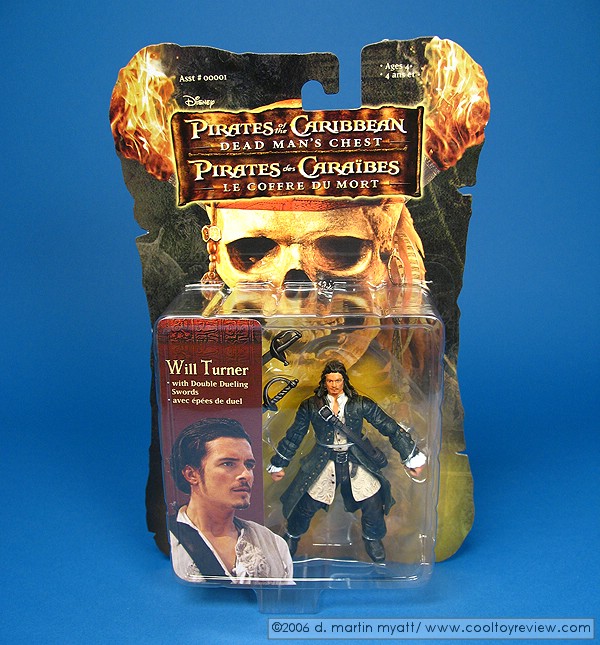 Asst # 00001
• Ages 4+
• 4 ans et +
Disney
PIRATES of the CARIBBEAN
DEAD MAN'S CHEST
PIRATES des CARAÏBES
LE COFFRE DU MORT
Will Turner
• with Double Dueling
Swords
• avec épées de duel
©2006 d. martin myatt/ www.cooltoyreview.com